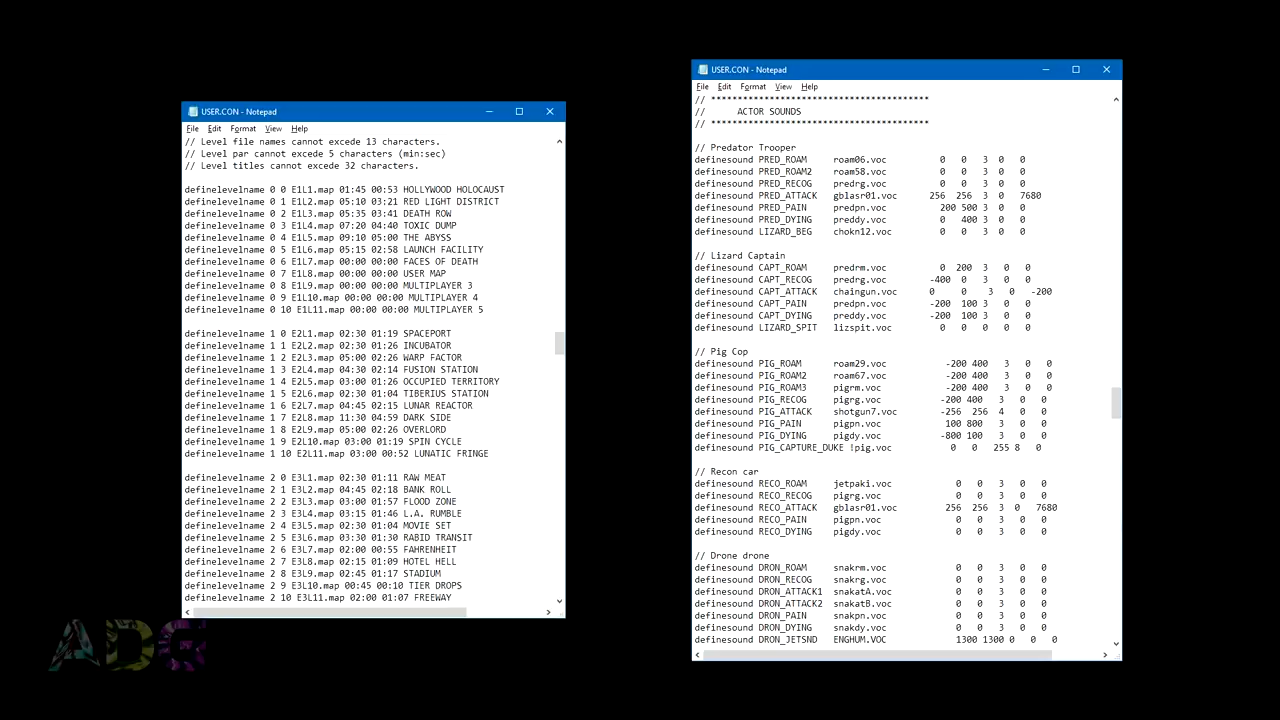 USER.CON - Notepad
File Edit Format View Help
// Level file names cannot excede 13 characters.
// Level par cannot excede 5 characters (min:sec)
// Level titles cannot excede 32 characters.
definelevelname 0 0 E1L1.map 01:45 00:53 HOLLYWOOD HOLOCAUST
definelevelname 0 1 E1L2.map 05:10 03:21 RED LIGHT DISTRICT
definelevelname 0 2 E1L3.map 05:35 03:41 DEATH ROW
definelevelname 0 3 E1L4.map 07:20 04:40 TOXIC DUMP
definelevelname 0 4 E1L5.map 09:10 05:00 THE ABYSS
definelevelname 0 5 E1L6.map 05:15 02:58 LAUNCH FACILITY
definelevelname 0 6 E1L7.map 00:00 00:00 FACES OF DEATH
definelevelname 0 7 E1L8.map 00:00 00:00 USER MAP
definelevelname 0 8 E1L9.map 00:00 00:00 MULTIPLAYER 3
definelevelname 0 9 E1L10.map 00:00 00:00 MULTIPLAYER 4
definelevelname 0 10 E1L11.map 00:00 00:00 MULTIPLAYER 5
definelevelname 1 0 E2L1.map 02:30 01:19 SPACEPORT
definelevelname 1 1 E2L2.map 02:30 01:26 INCUBATOR
definelevelname 1 2 E2L3.map 05:00 02:26 WARP FACTOR
definelevelname 1 3 E2L4.map 04:30 02:14 FUSION STATION
definelevelname 1 4 E2L5.map 03:00 01:26 OCCUPIED TERRITORY
definelevelname 1 5 E2L6.map 02:30 01:04 TIBERIUS STATION
definelevelname 1 6 E2L7.map 04:45 02:15 LUNAR REACTOR
definelevelname 1 7 E2L8.map 11:30 04:59 DARK SIDE
definelevelname 1 8 E2L9.map 05:00 02:26 OVERLORD
definelevelname 1 9 E2L10.map 03:00 01:19 SPIN CYCLE
definelevelname 1 10 E2L11.map 03:00 00:52 LUNATIC FRINGE
definelevelname 2 0 E3L1.map 02:30 01:11 RAW MEAT
definelevelname 2 1 E3L2.map 04:45 02:18 BANK ROLL
definelevelname 2 2 E3L3.map 03:00 01:57 FLOOD ZONE
definelevelname 2 3 E3L4.map 03:15 01:46 L.A. RUMBLE
definelevelname 2 4 E3L5.map 02:30 01:04 MOVIE SET
definelevelname 2 5 E3L6.map 03:30 01:30 RABID TRANSIT
definelevelname 2 6 E3L7.map 02:00 00:55 FAHRENHEIT
definelevelname 2 7 E3L8.map 02:15 01:09 HOTEL HELL
definelevelname 2 8 E3L9.map 02:45 01:17 STADIUM
definelevelname 2 9 E3L10.map 00:45 00:10 TIER DROPS
definelevelname 2 10 E3L11.map 02:00 01:07 FREEWAY
ADG
USER.CON - Notepad
File Edit Format View Help
// *****************************************
// ACTOR SOUNDS
// *****************************************
// Predator Trooper
definesound PRED_ROAM roam06.voc 0 0 3 0 0
definesound PRED_ROAM2 roam58.voc 0 0 3 0 0
definesound PRED_RECOG predrg.voc 0 0 3 0 0
definesound PRED_ATTACK gblasr01.voc 256 256 3 0 7680
definesound PRED_PAIN predpn.voc 200 500 3 0 0
definesound PRED_DYING preddy.voc 0 400 3 0 0
definesound LIZARD_BEG chokn12.voc 0 0 3 0 0
// Lizard Captain
definesound CAPT_ROAM predrm.voc 0 200 3 0 0
definesound CAPT_RECOG predrg.voc -400 0 3 0 0
definesound CAPT_ATTACK chaingun.voc 0 0 3 0 -200
definesound CAPT_PAIN predpn.voc -200 100 3 0 0
definesound CAPT_DYING preddy.voc -200 100 3 0 0
definesound LIZARD_SPIT lizspit.voc 0 0 0 0 0
// Pig Cop
definesound PIG_ROAM roam29.voc -200 400 3 0 0
definesound PIG_ROAM2 roam67.voc -200 400 3 0 0
definesound PIG_ROAM3 pigrm.voc -200 400 3 0 0
definesound PIG_RECOG pigrg.voc -200 400 3 0 0
definesound PIG_ATTACK shotgun7.voc -256 256 4 0 0
definesound PIG_PAIN pigpn.voc 100 800 3 0 0
definesound PIG_DYING pigdy.voc -800 100 3 0 0
definesound PIG_CAPTURE_DUKE !pig.voc 0 0 255 8 0
// Recon car
definesound RECO_ROAM jetpaki.voc 0 0 3 0 0
definesound RECO_RECOG pigrg.voc 0 0 3 0 0
definesound RECO_ATTACK gblasr01.voc 256 256 3 0 7680
definesound RECO_PAIN pigpn.voc 0 0 3 0 0
definesound RECO_DYING pigdy.voc 0 0 3 0 0
// Drone drone
definesound DRON_ROAM snakrm.voc 0 0 3 0 0
definesound DRON_RECOG snakrg.voc 0 0 3 0 0
definesound DRON_ATTACK1 snakatA.voc 0 0 3 0 0
definesound DRON_ATTACK2 snakatB.voc 0 0 3 0 0
definesound DRON_PAIN snakpn.voc 0 0 3 0 0
definesound DRON_DYING snakdy.voc 0 0 3 0 0
definesound DRON_JETSND ENGHUM.VOC 1300 1300 0 0 0